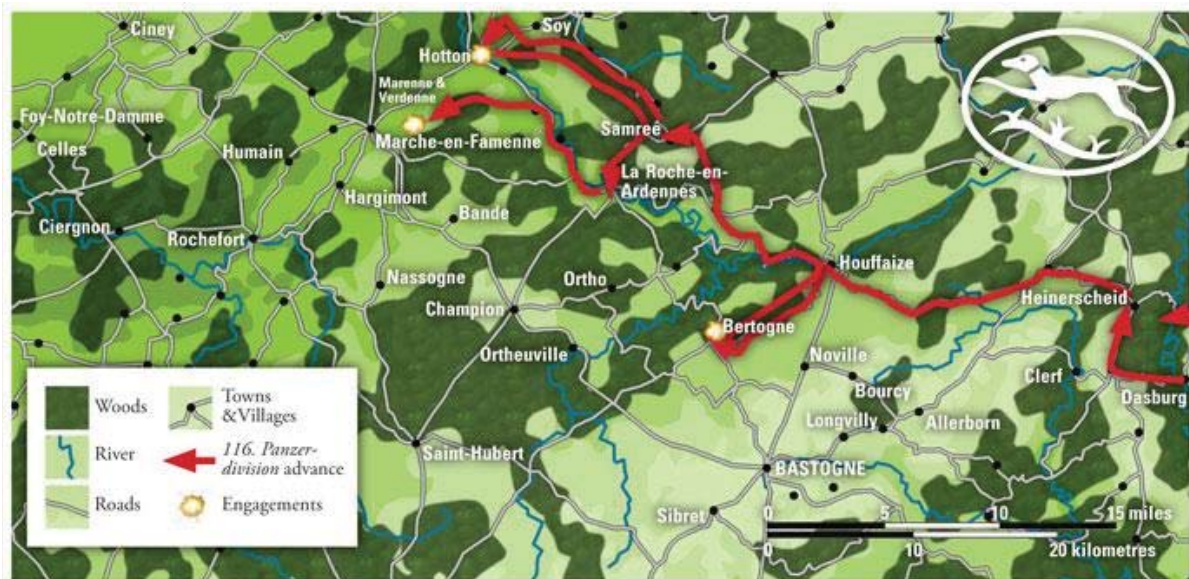 Ciney
Soy
Hotton
Marenne &
Verdenne
Foy-Notre-Damme
Marche-en-Famenne
Samreé
Celles
Humain
La Roche-en-
Ardennes
Hargimont
Bande
Ciergnon
Rochefort
Houffaize
Nassogne
Ortho
Champion
Heinerscheid
Bertogne
Ortheuville
Noville
Clerf
Dasburg
Bourcy
Longvilly
Allerborn
Saint-Hubert
BASTOGNE
Sibret
Woods
Towns
&Villages
River
116. Panzer-
division advance
Roads
Engagements
0 5 10 15 miles
0 10 20 kilometres